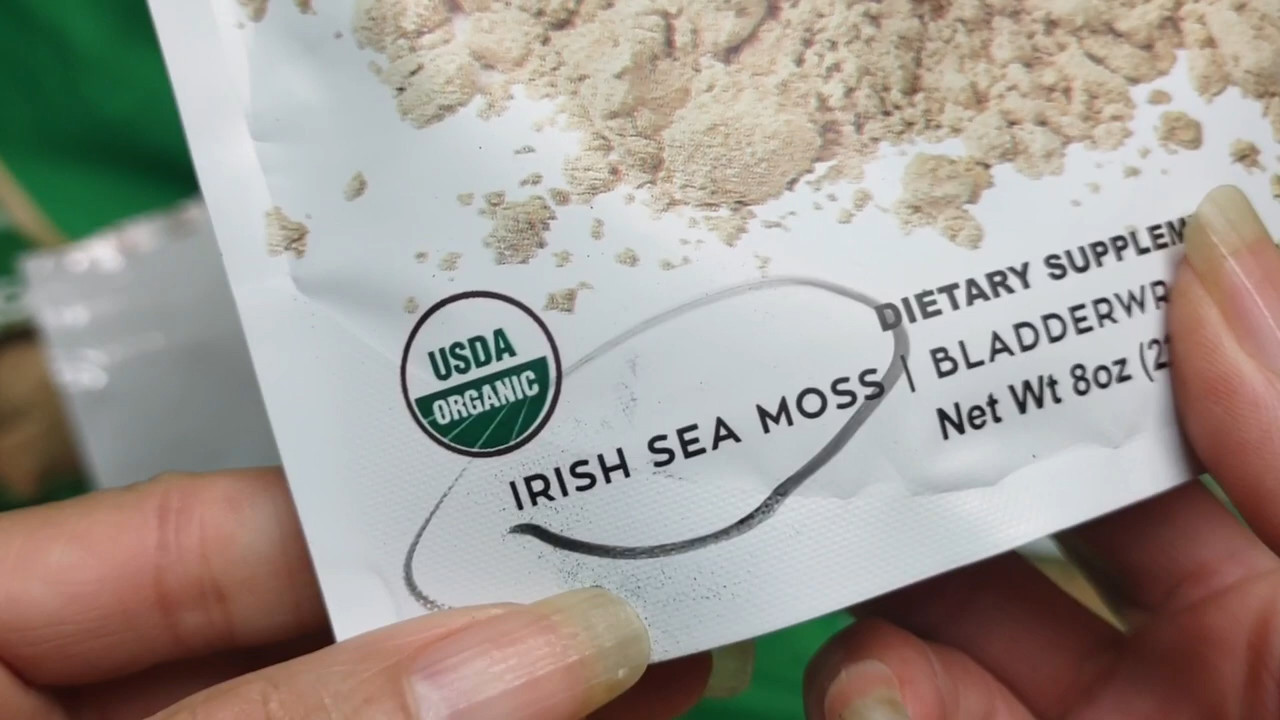 USDA
ORGANIC
DIETARY
IRISH SEA MOSS |
Net Wt 8oz